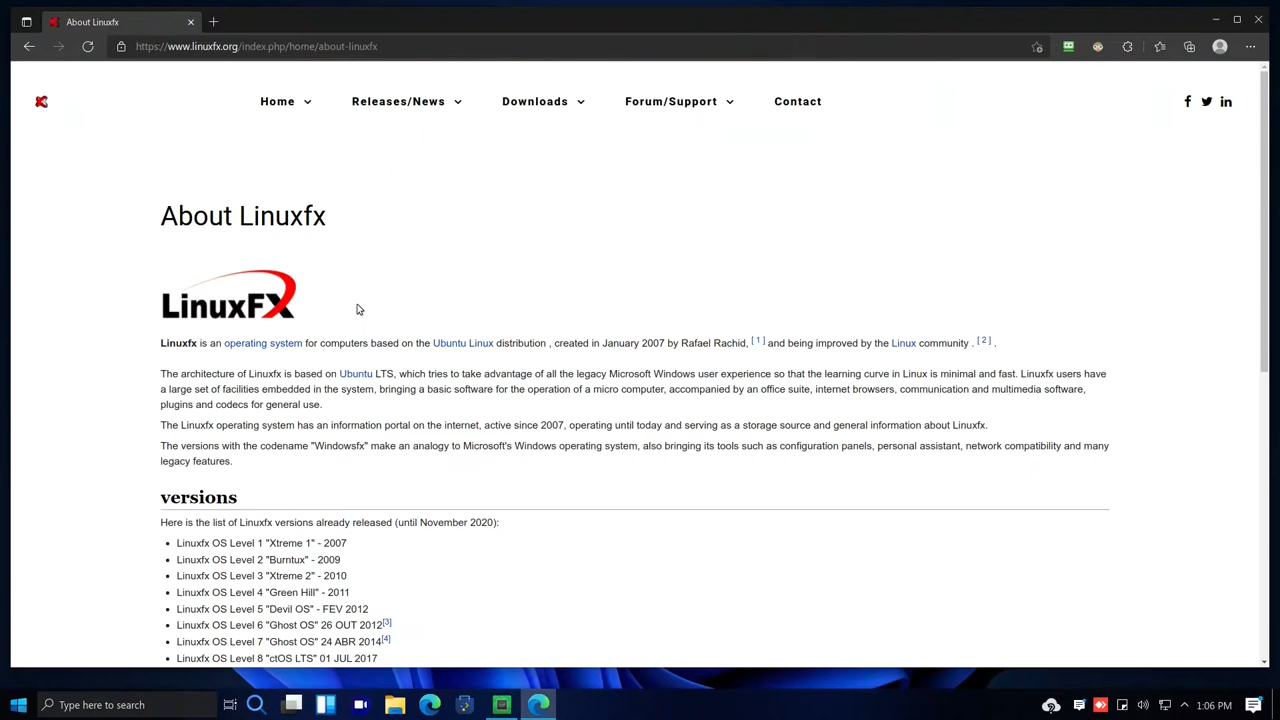 About Linuxfx
https://www.linuxfx.org/index.php/home/about-linuxfx
Home Releases/News Downloads Forum/Support Contact
About Linuxfx
LinuxFX
Linuxfx is an operating system for computers based on the Ubuntu Linux distribution , created in January 2007 by Rafael Rachid, [ 1 ] and being improved by the Linux community . [ 2 ] .
The architecture of Linuxfx is based on Ubuntu LTS, which tries to take advantage of all the legacy Microsoft Windows user experience so that the learning curve in Linux is minimal and fast. Linuxfx users have
a large set of facilities embedded in the system, bringing a basic software for the operation of a micro computer, accompanied by an office suite, internet browsers, communication and multimedia software,
plugins and codecs for general use.
The Linuxfx operating system has an information portal on the internet, active since 2007, operating until today and serving as a storage source and general information about Linuxfx.
The versions with the codename "Windowsfx" make an analogy to Microsoft's Windows operating system, also bringing its tools such as configuration panels, personal assistant, network compatibility and many
legacy features.
versions
Here is the list of Linuxfx versions already released (until November 2020):
Linuxfx OS Level 1 "Xtreme 1" - 2007
Linuxfx OS Level 2 "Burntux" - 2009
Linuxfx OS Level 3 "Xtreme 2" - 2010
Linuxfx OS Level 4 "Green Hill" - 2011
Linuxfx OS Level 5 "Devil OS" - FEV 2012
Linuxfx OS Level 6 "Ghost OS" 26 OUT 2012[3]
Linuxfx OS Level 7 "Ghost OS" 24 ABR 2014[4]
Linuxfx OS Level 8 "ctOS LTS" 01 JUL 2017
Type here to search
1:06 PM